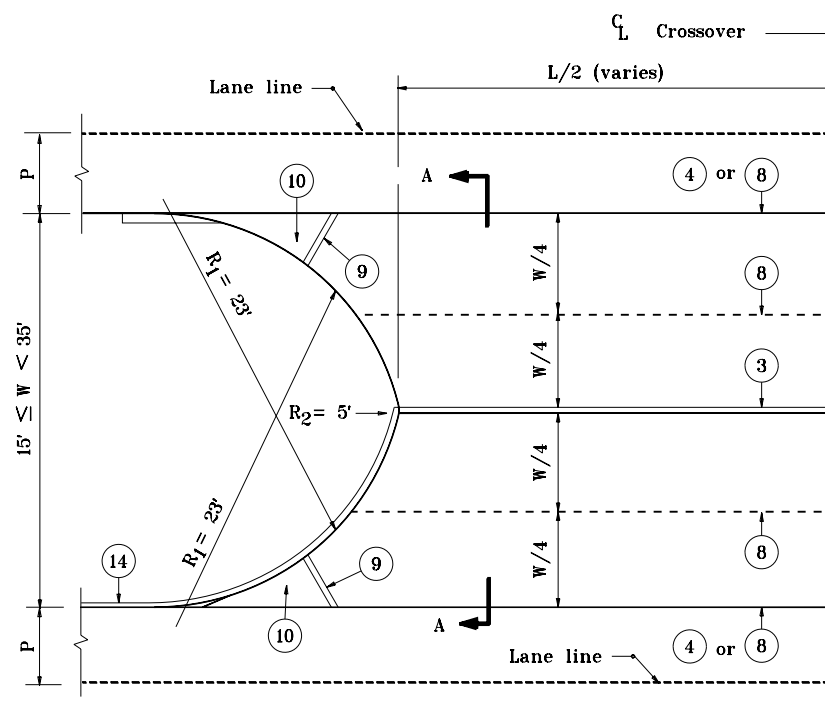 ℄ Crossover
L/2 (varies)
Lane line
P
A
4 or 8
10
9
R1 = 23'
W/4
8
15' ≤ W < 35'
W/4
3
R2 = 5'
W/4
R1 = 23'
14
9
W/4
8
10
A
P
4 or 8
Lane line